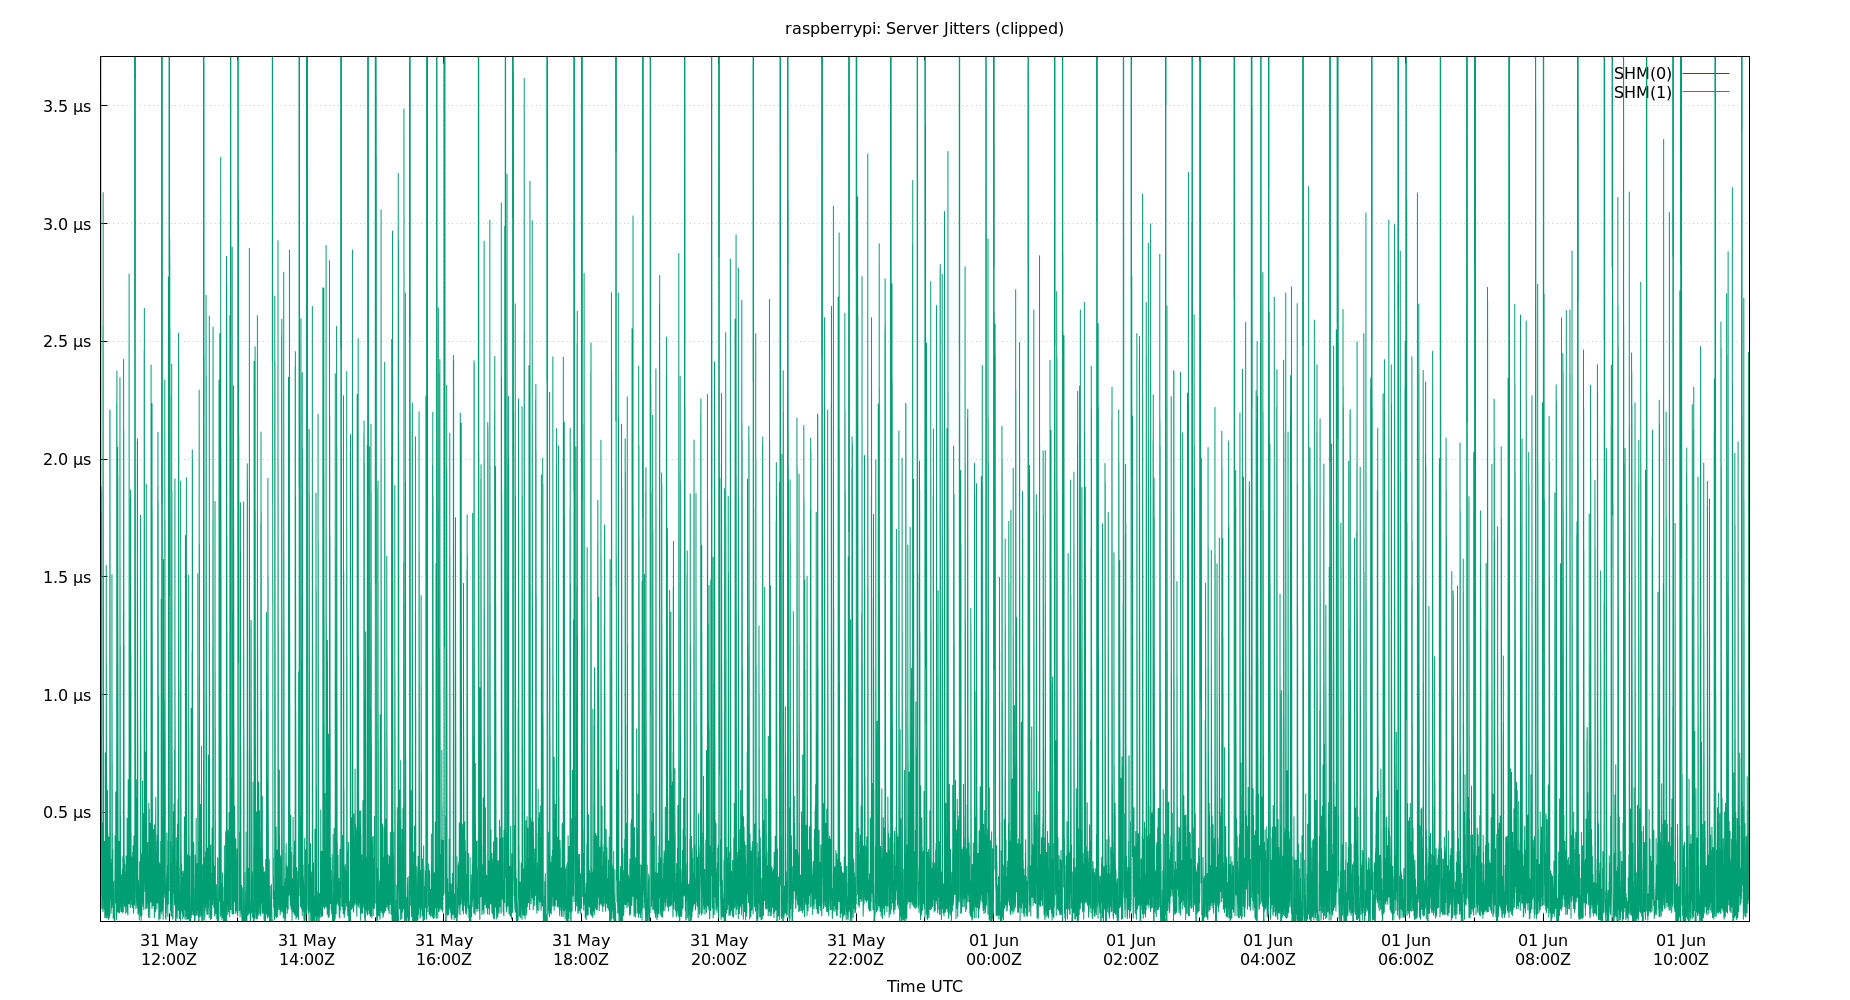 raspberrypi: Server Jitters (clipped)
SHM(0)
SHM(1)
3.5 µs
3.0 µs
2.5 µs
2.0 µs
1.5 µs
1.0 µs
0.5 µs
31 May 31 May 31 May 31 May 31 May 31 May 01 Jun 01 Jun 01 Jun 01 Jun 01 Jun 01 Jun
12:00Z 14:00Z 16:00Z 18:00Z 20:00Z 22:00Z 00:00Z 02:00Z 04:00Z 06:00Z 08:00Z 10:00Z
Time UTC